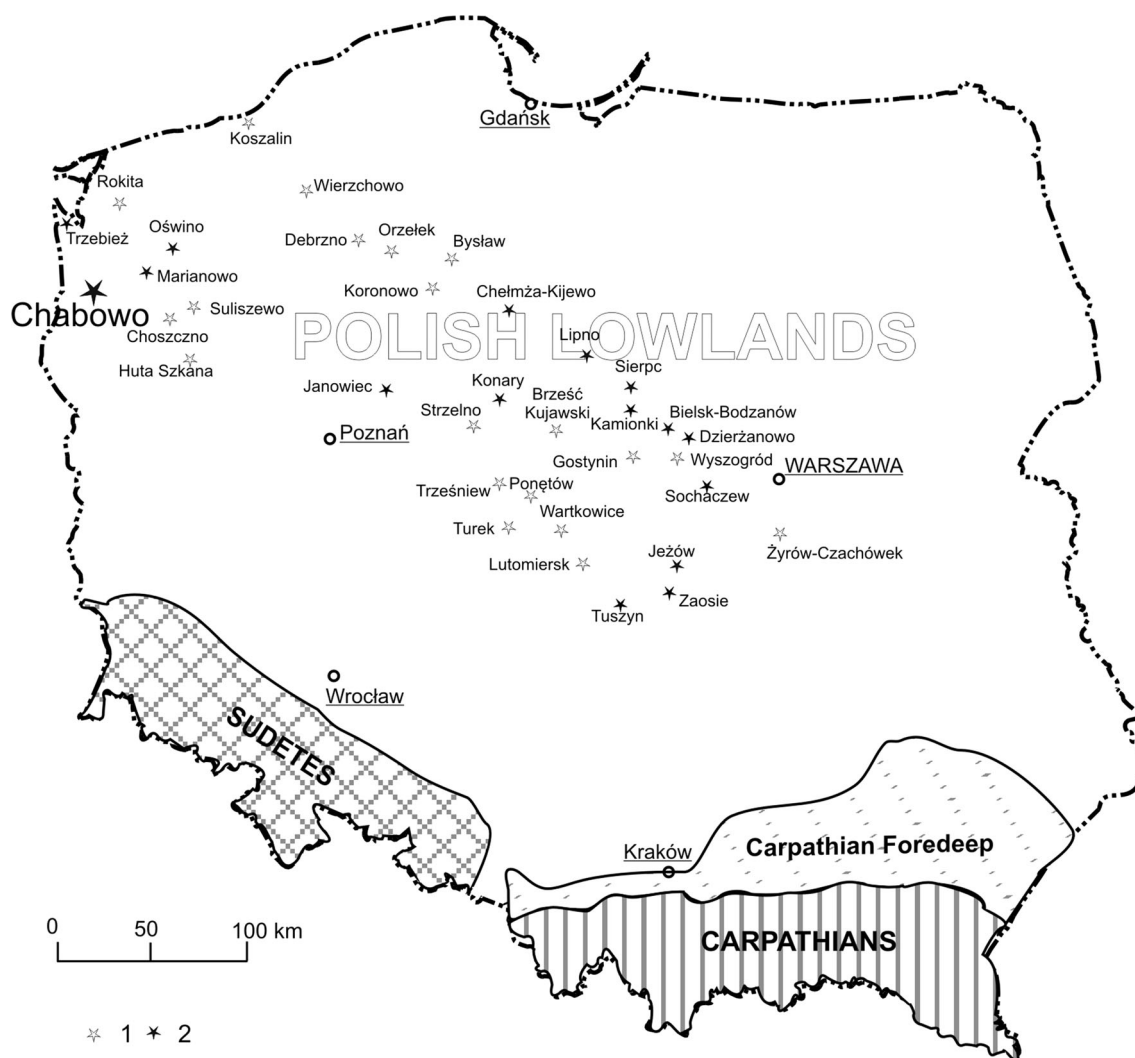 Gdańsk
Koszalin
Rokita
Wierzchowo
Trzebież
Oświno
Debrzno
Orzełek
Bysław
Marianowo
Koronowo
Chełmża-Kijewo
Chabowo
Suliszewo
Choszczno
POLISH LOWLANDS
Lipno
Huta Szkana
Sierpc
Janowiec
Konary
Brześć
Kujawski
Strzelno
Kamionki
Bielsk-Bodzanów
Poznań
Dzierżanowo
Gostynin
Wyszogród
WARSZAWA
Trześniew
Ponętów
Sochaczew
Wartkowice
Turek
Jeżów
Żyrów-Czachówek
Lutomiersk
Zaosie
Tuszyn
Wrocław
SUDETES
Kraków
Carpathian Foredeep
CARPATHIANS
0
50
100 km
1
2